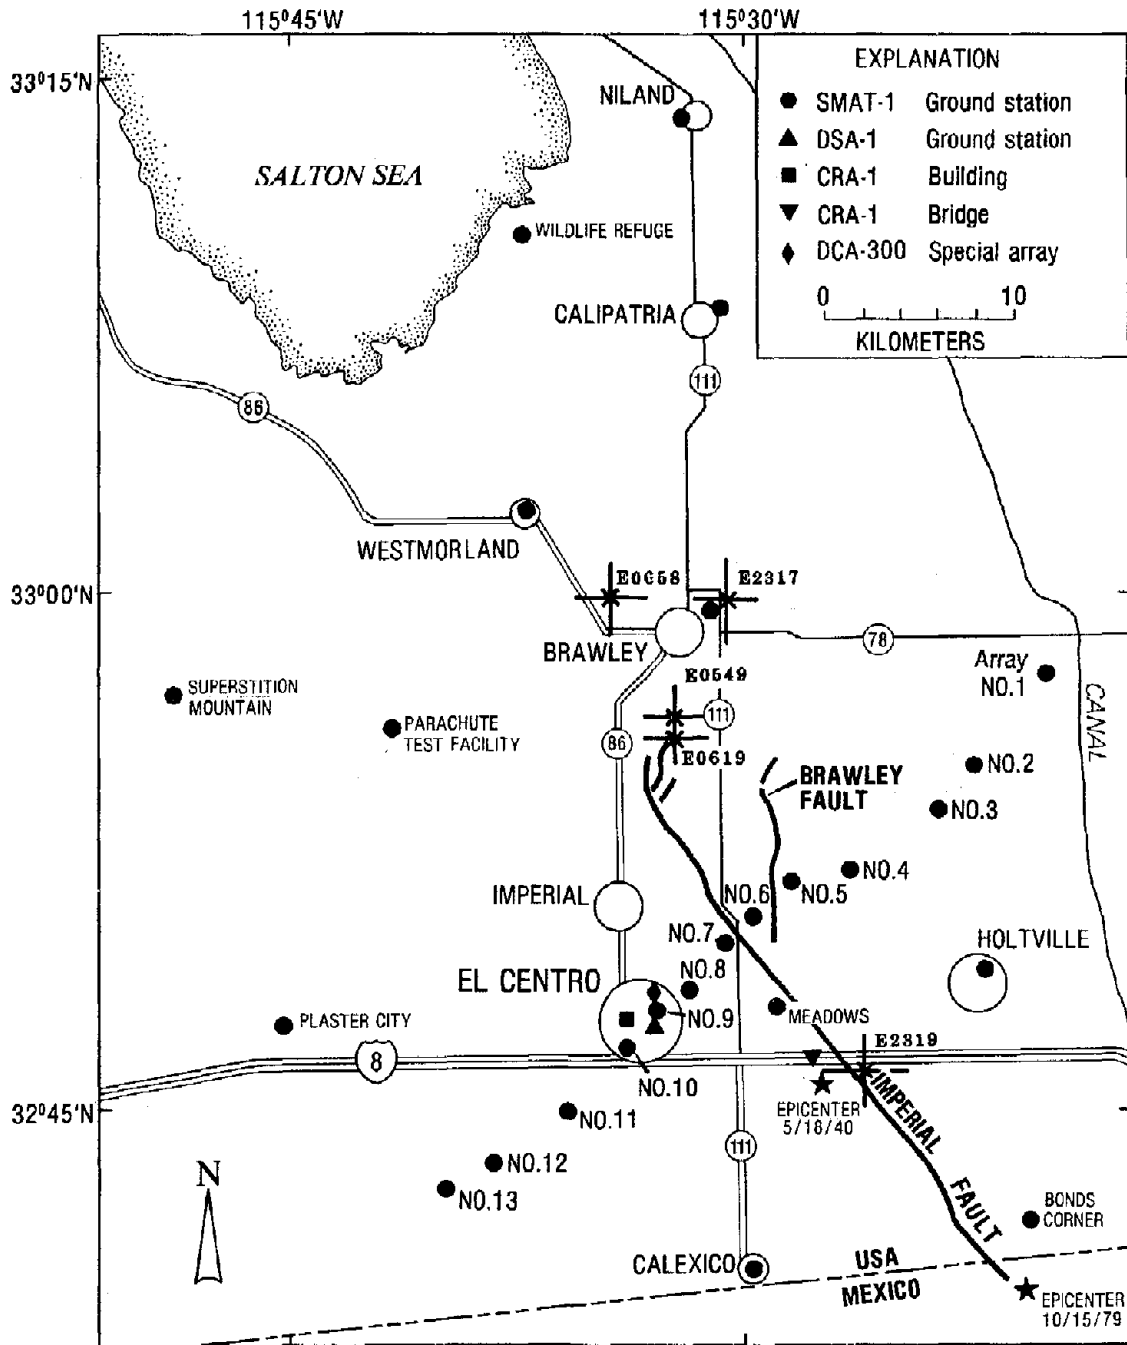 115°45'W
115°30'W
33°15'N
33°00'N
32°45'N
EXPLANATION
SMAT-1 Ground station
DSA-1 Ground station
CRA-1 Building
CRA-1 Bridge
DCA-300 Special array
0 10
KILOMETERS
NILAND
SALTON SEA
WILDLIFE REFUGE
CALIPATRIA
111
86
WESTMORLAND
E0658
E2317
BRAWLEY
78
Array
NO.1
CANAL
SUPERSTITION
MOUNTAIN
PARACHUTE
TEST FACILITY
E0549
111
86
E0619
BRAWLEY
FAULT
NO.2
NO.3
NO.4
NO.5
NO.6
IMPERIAL
NO.7
HOLTVILLE
EL CENTRO
NO.8
NO.9
MEADOWS
PLASTER CITY
8
E2319
NO.10
EPICENTER
5/18/40
IMPERIAL
FAULT
NO.11
111
NO.12
NO.13
N
BONDS
CORNER
CALEXICO
USA
MEXICO
EPICENTER
10/15/79